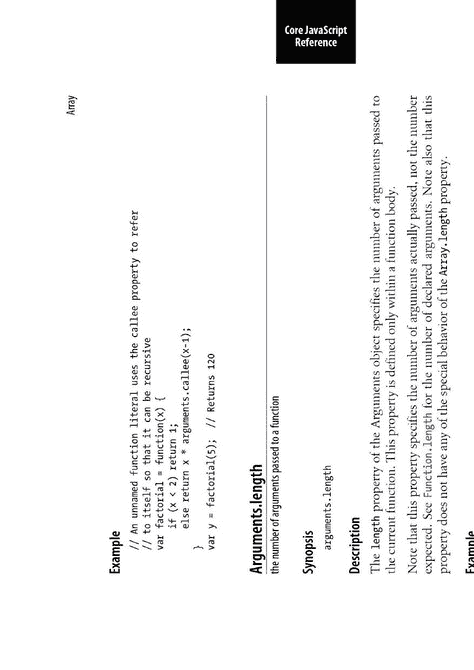 Core JavaScript
Reference
Array
Example
// An unnamed function literal uses the callee property to refer
// to itself so that it can be recursive
var factorial = function(x) {
if (x < 2) return 1;
else return x * arguments.callee(x-1);
}
var y = factorial(5);  // Returns 120
Arguments.length
the number of arguments passed to a function
Synopsis
arguments.length
Description
The length property of the Arguments object specifies the number of arguments passed to
the current function. This property is defined only within a function body.
Note that this property specifies the number of arguments actually passed, not the number
expected. See Function.length for the number of declared arguments. Note also that this
property does not have any of the special behavior of the Array.length property.
Example